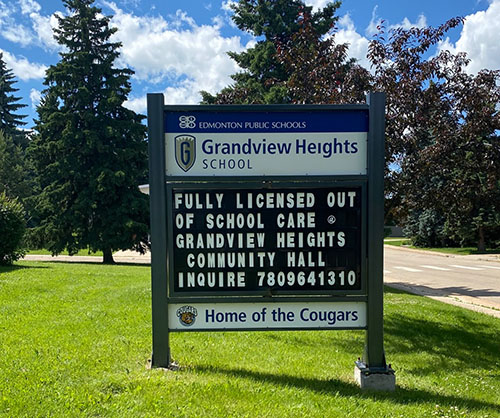 EDMONTON PUBLIC SCHOOLS
G
Grandview Heights
SCHOOL
FULLY LICENSED OUT
OF SCHOOL CARE @
GRANDVIEW HEIGHTS
COMMUNITY HALL
INQUIRE 7809641310
COUGARS
Home of the Cougars